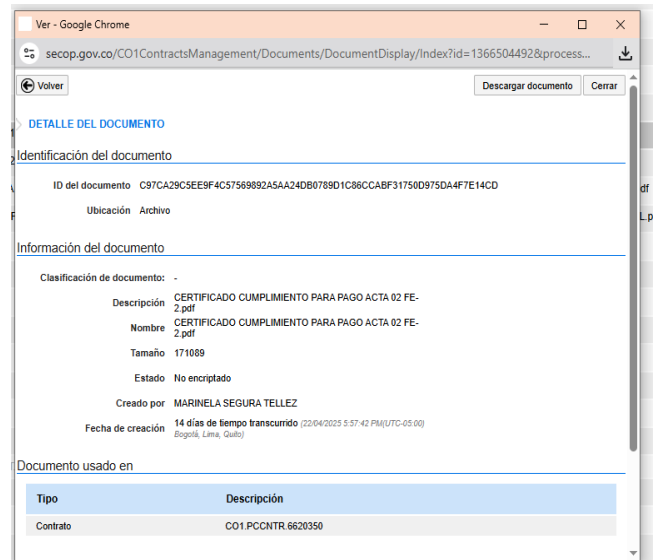 Ver - Google Chrome
secop.gov.co/CO1ContractsManagement/Documents/DocumentDisplay/Index?id=1366504492&process...
Volver
Descargar documento Cerrar
DETALLE DEL DOCUMENTO
Identificación del documento
ID del documento C97CA29C5EE9F4C57569892A5AA24DB0789D1C86CCABF31750D975DA4F7E14CD
Ubicación Archivo
Información del documento
Clasificación de documento: -
Descripción CERTIFICADO CUMPLIMIENTO PARA PAGO ACTA 02 FE-
2.pdf
Nombre CERTIFICADO CUMPLIMIENTO PARA PAGO ACTA 02 FE-
2.pdf
Tamaño 171089
Estado No encriptado
Creado por MARINELA SEGURA TELLEZ
Fecha de creación 14 días de tiempo transcurrido (22/04/2025 5:57:42 PM(UTC-05:00)
Bogotá, Lima, Quito)
Documento usado en
Tipo Descripción
Contrato CO1.PCCNTR.6620350